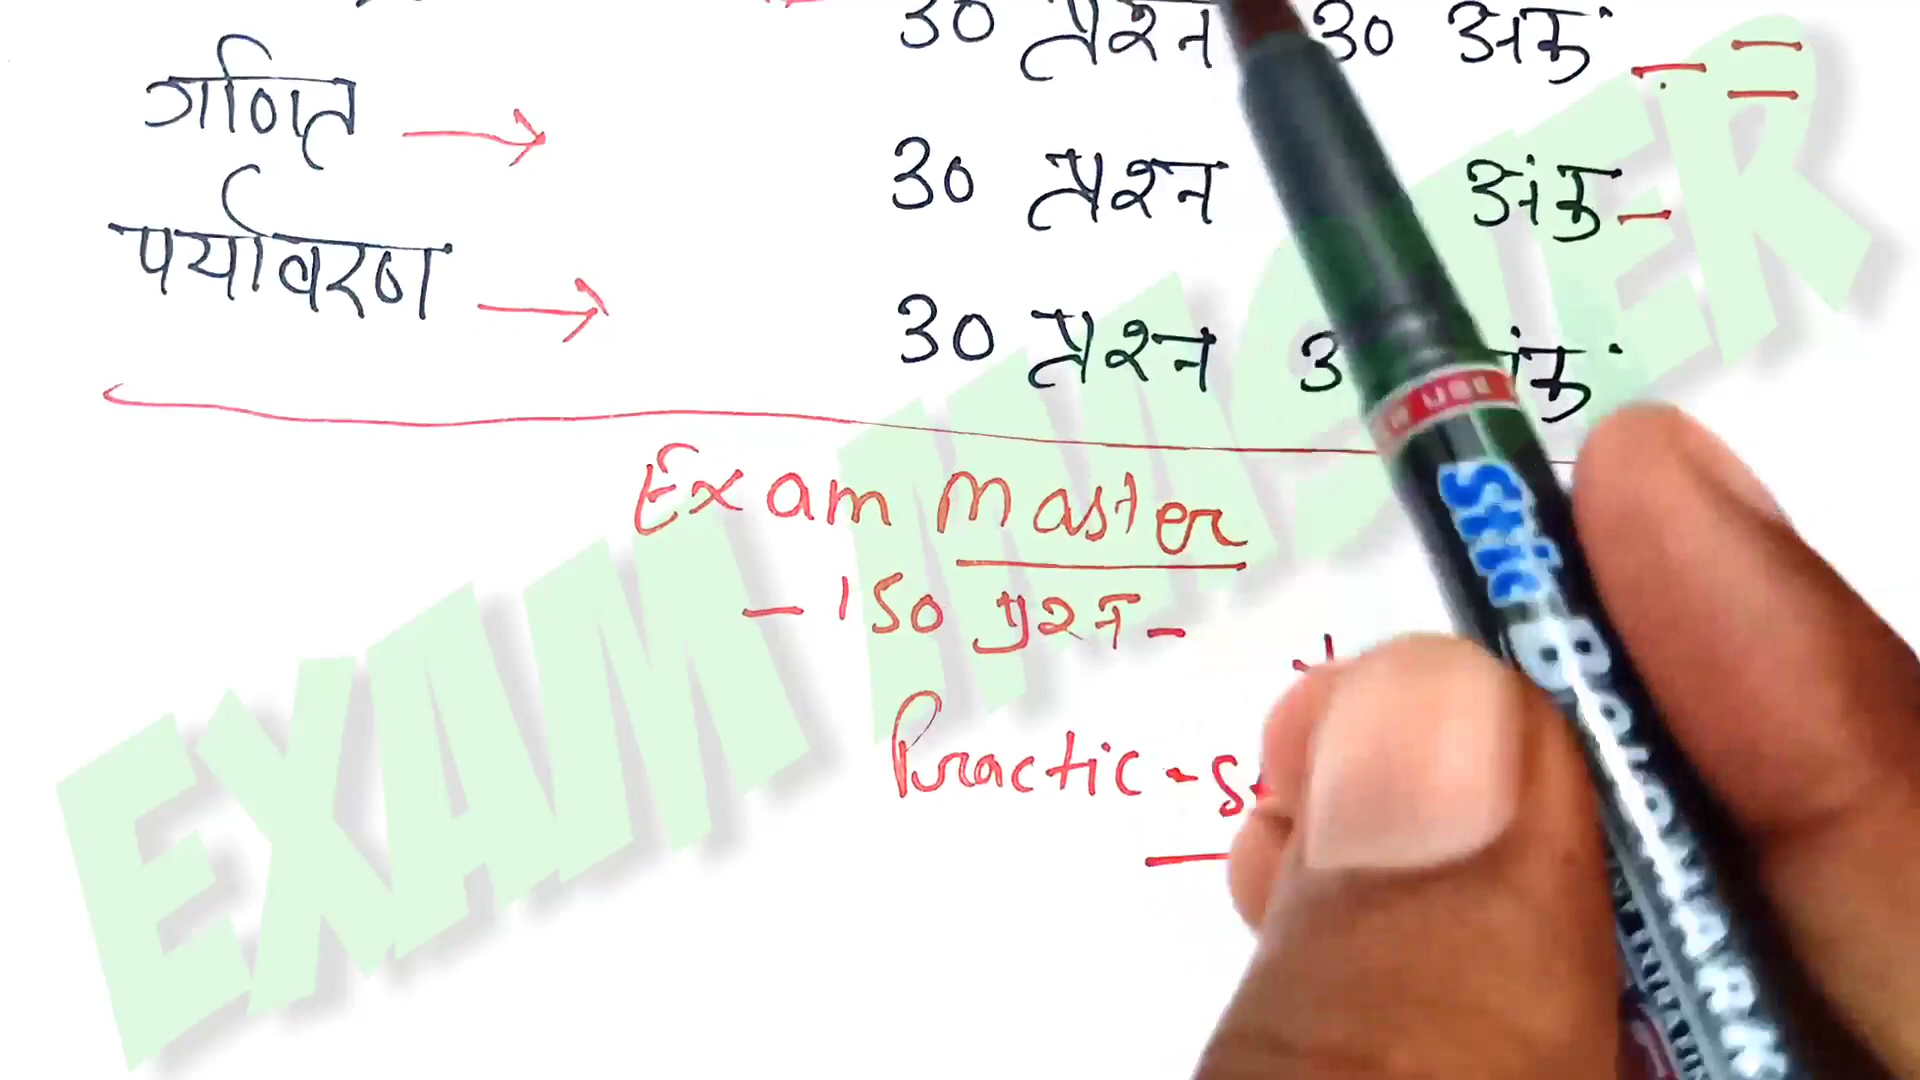 30 प्रश्न 30 अंक
गणित
30 प्रश्न अंक
पर्यावरण
30 प्रश्न
Exam Master
150 प्रश्न
Practic-
EXAM MASTER